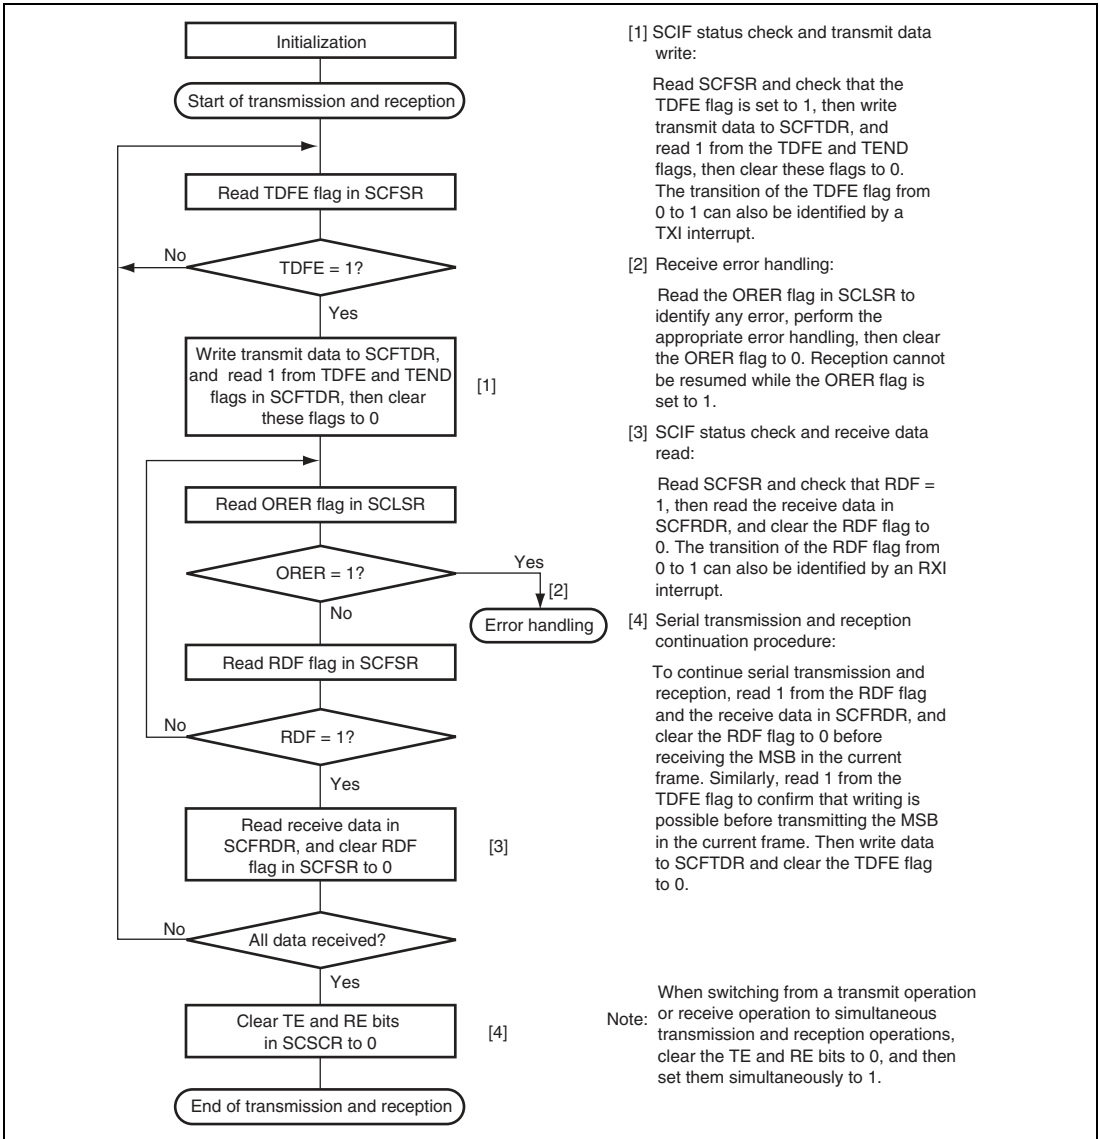 Initialization
Start of transmission and reception
Read TDFE flag in SCFSR
No
TDFE = 1?
Yes
Write transmit data to SCFTDR,
and read 1 from TDFE and TEND
flags in SCFTDR, then clear
these flags to 0
[1]
Read ORER flag in SCLSR
ORER = 1?
Yes
[2]
Error handling
No
Read RDF flag in SCFSR
No
RDF = 1?
Yes
Read receive data in
SCFRDR, and clear RDF
flag in SCFSR to 0
[3]
No
All data received?
Yes
Clear TE and RE bits
in SCSCR to 0
[4]
End of transmission and reception
[1] SCIF status check and transmit data
write:
Read SCFSR and check that the
TDFE flag is set to 1, then write
transmit data to SCFTDR, and
read 1 from the TDFE and TEND
flags, then clear these flags to 0.
The transition of the TDFE flag from
0 to 1 can also be identified by a
TXI interrupt.
[2] Receive error handling:
Read the ORER flag in SCLSR to
identify any error, perform the
appropriate error handling, then clear
the ORER flag to 0. Reception cannot
be resumed while the ORER flag is
set to 1.
[3] SCIF status check and receive data
read:
Read SCFSR and check that RDF =
1, then read the receive data in
SCFRDR, and clear the RDF flag to
0. The transition of the RDF flag from
0 to 1 can also be identified by an RXI
interrupt.
[4] Serial transmission and reception
continuation procedure:
To continue serial transmission and
reception, read 1 from the RDF flag
and the receive data in SCFRDR, and
clear the RDF flag to 0 before
receiving the MSB in the current
frame. Similarly, read 1 from the
TDFE flag to confirm that writing is
possible before transmitting the MSB
in the current frame. Then write data
to SCFTDR and clear the TDFE flag
to 0.
Note: When switching from a transmit operation
or receive operation to simultaneous
transmission and reception operations,
clear the TE and RE bits to 0, and then
set them simultaneously to 1.